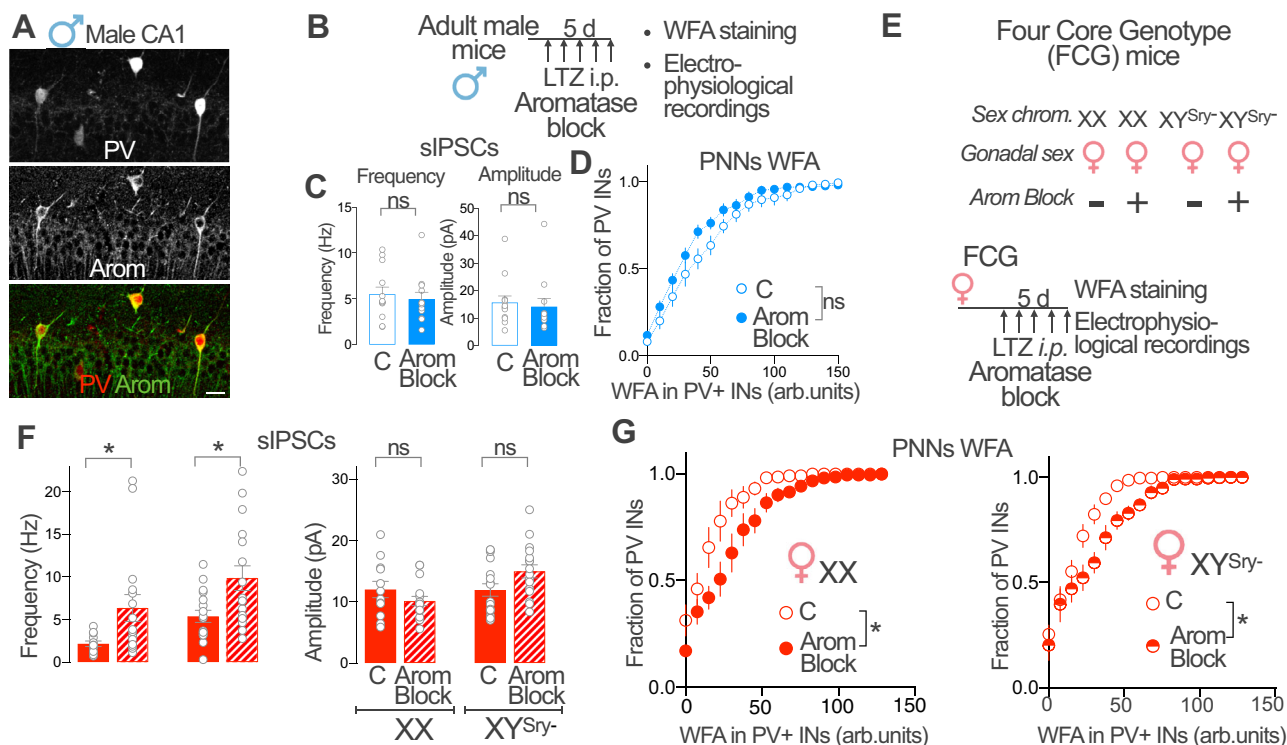 A
♂ Male CA1
PV
Arom
PV/Arom
B
Adult male
mice
♂
5 d
LTZ i.p.
Aromatase
block
• WFA staining
• Electro-
physiological
recordings
sIPSCs
C
Frequency
ns
Frequency (Hz)
15
10
5
0
C
Arom
Block
Amplitude
ns
Amplitude (pA)
50
40
30
20
10
0
C
Arom
Block
D
PNNs WFA
Fraction of PV INs
1.0
0.5
0.0
C
Arom
Block
ns
0
50
100
150
WFA in PV+ INs (arb.units)
E
Four Core Genotype
(FCG) mice
Sex chrom. XX XX XYSry- XYSry-
Gonadal sex ♀ ♀ ♀ ♀
Arom Block - + - +
FCG
♀
5 d
LTZ i.p.
Aromatase
block
WFA staining
Electrophysio-
logical recordings
F
sIPSCs
Frequency (Hz)
20
15
10
5
0
*
*
Amplitude (pA)
30
20
10
0
ns
ns
C
Arom
Block
C
Arom
Block
XX
XYSry-
G
PNNs WFA
Fraction of PV INs
1.0
0.5
0.0
♀ XX
C
Arom
Block
*
0
50
100
150
WFA in PV+ INs (arb.units)
Fraction of PV INs
1.0
0.5
0.0
♀ XYSry-
C
Arom
Block
*
0
50
100
150
WFA in PV+ INs (arb.units)